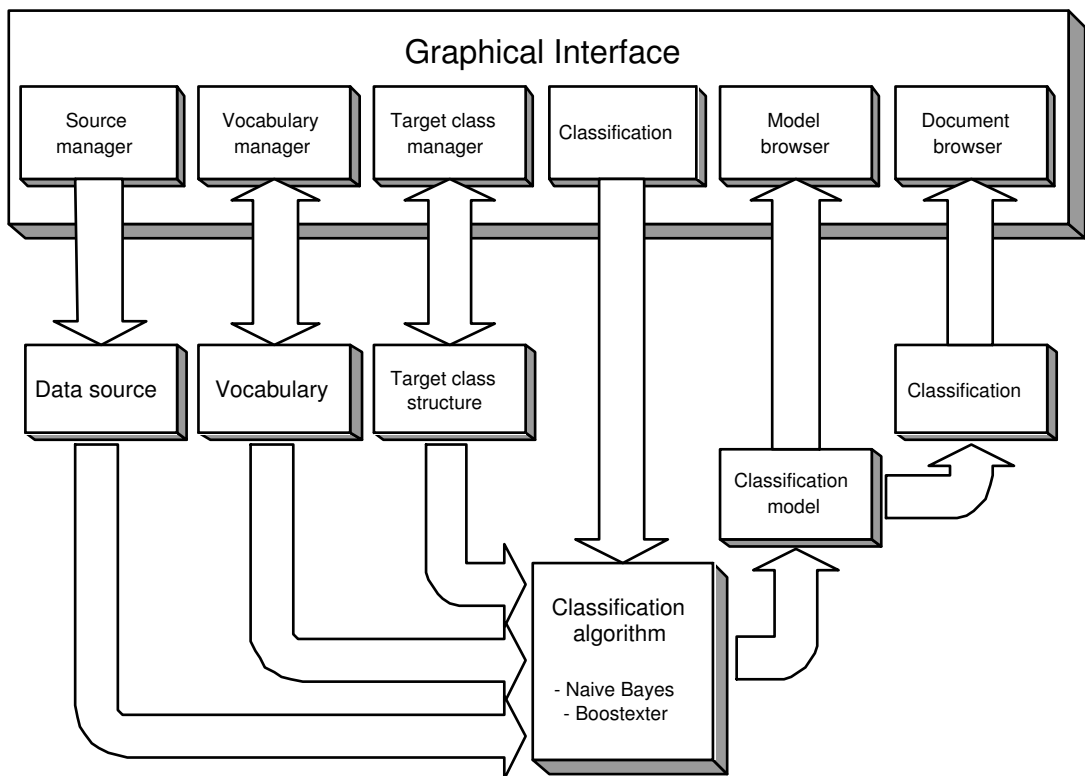 Graphical Interface
Source
manager
Vocabulary
manager
Target class
manager
Classification
Model
browser
Document
browser
Data source
Vocabulary
Target class
structure
Classification
Classification
model
Classification
algorithm
- Naive Bayes
- Boostexter